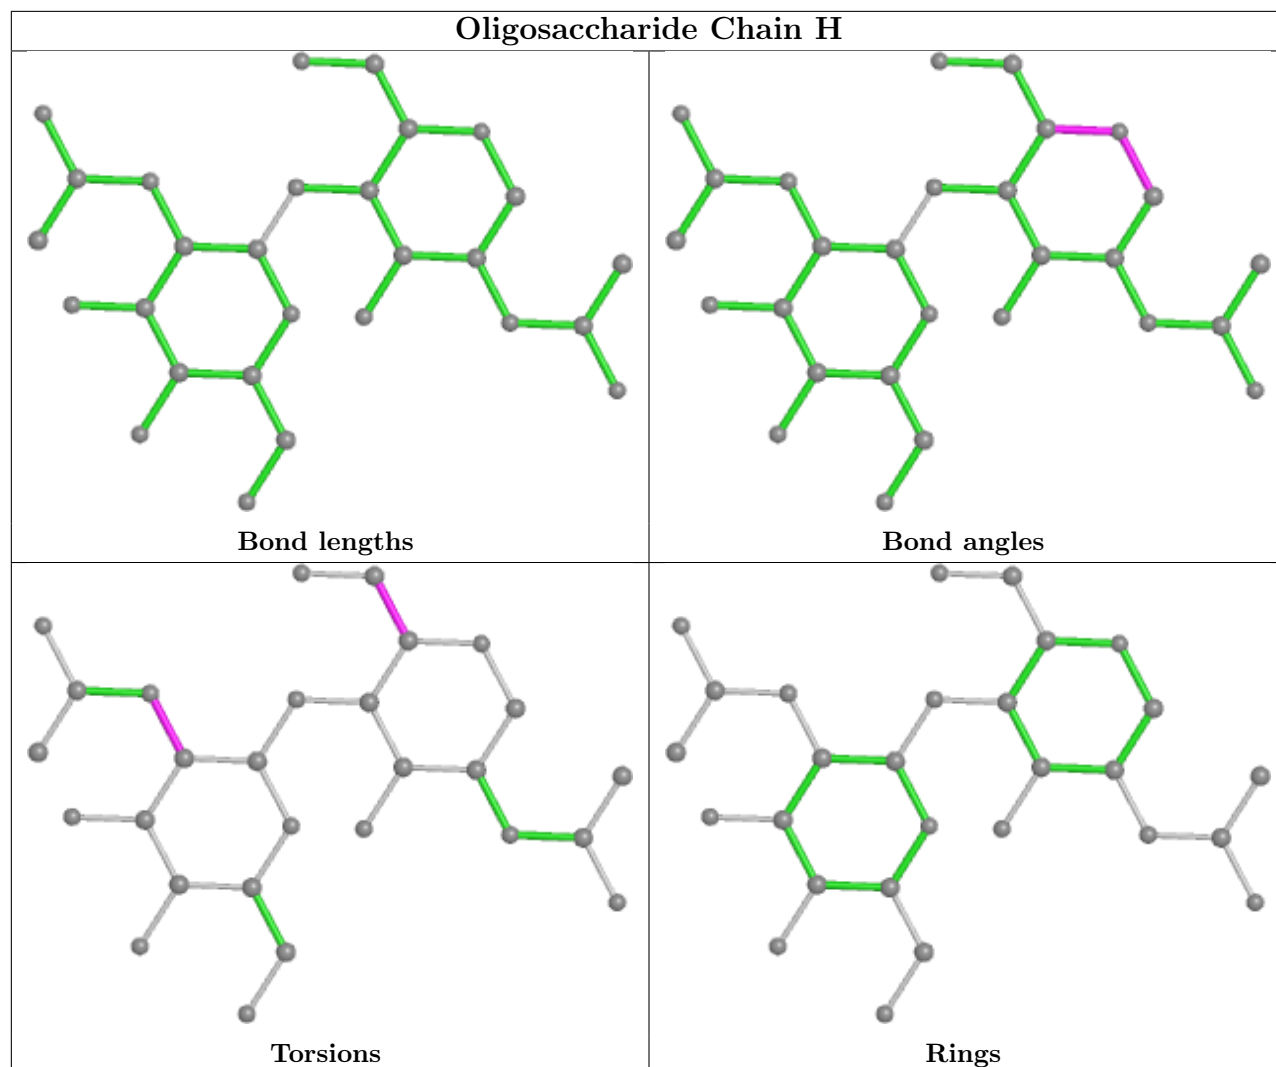 Oligosaccharide Chain H
Bond lengths
Bond angles
Torsions
Rings